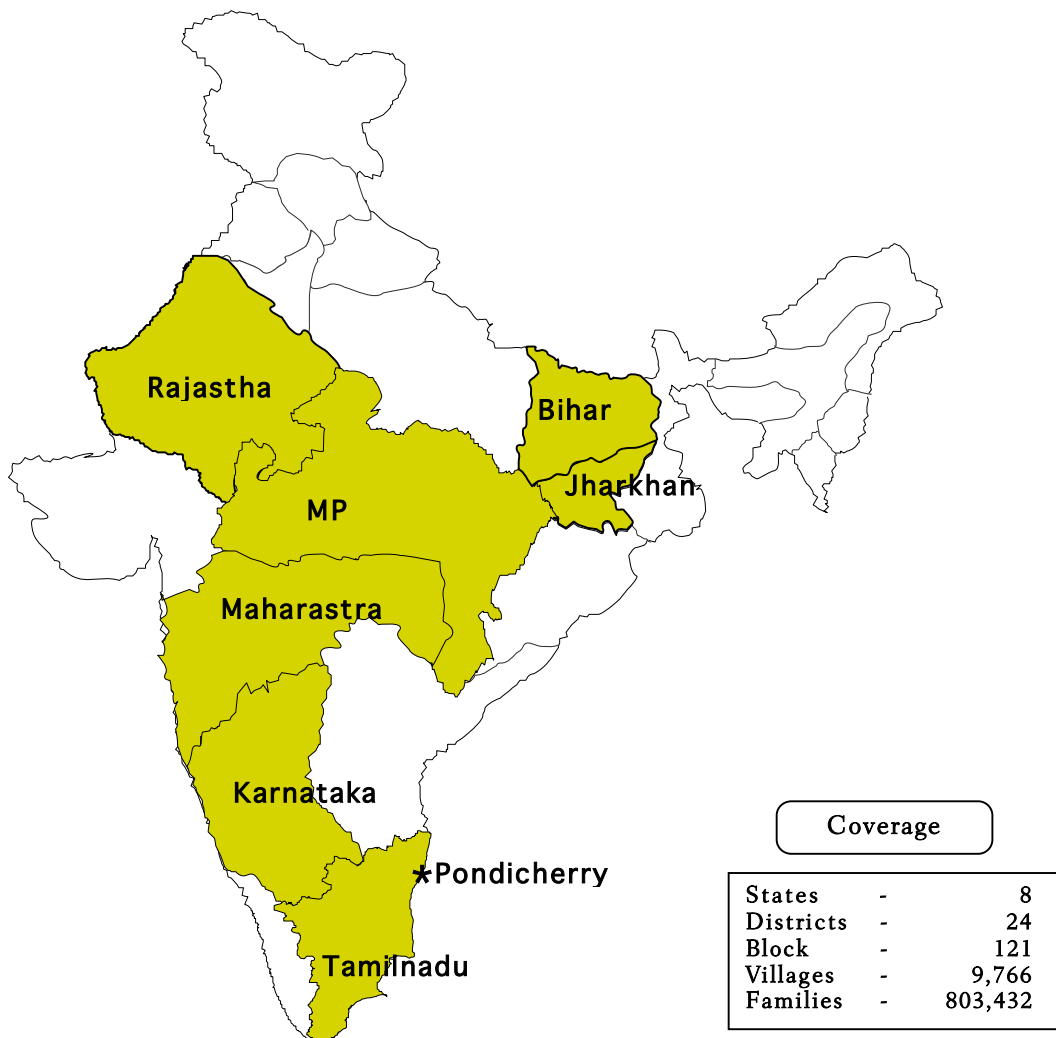 Rajastha
Bihar
Jharkhan
MP
Maharastra
Karnataka
*Pondicherry
Tamilnadu
Coverage
States - 8
Districts - 24
Block - 121
Villages - 9,766
Families - 803,432